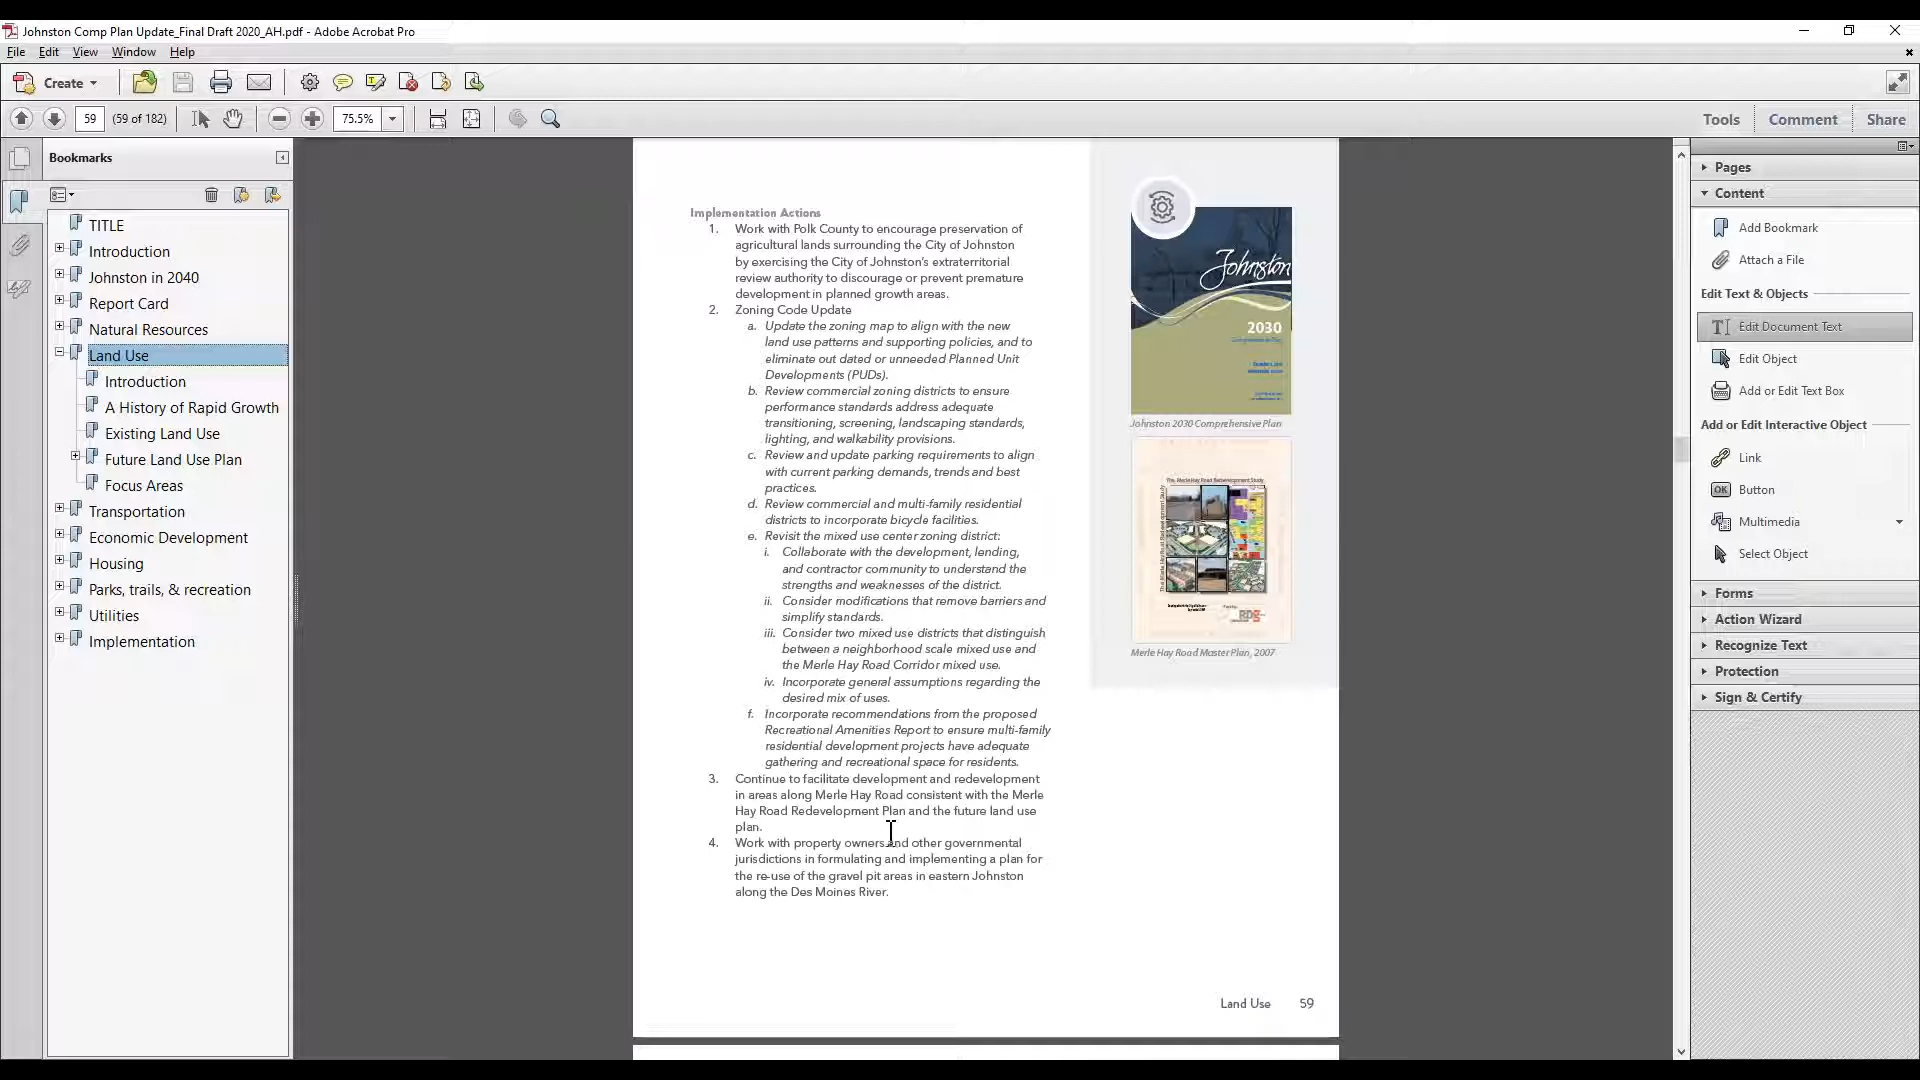 Johnston Comp Plan Update_Final Draft 2020_AH.pdf - Adobe Acrobat Pro
File Edit View Window Help
Create
59 (59 of 182) 75.5% Tools Comment Share
Bookmarks
TITLE
Introduction
Johnston in 2040
Report Card
Natural Resources
Land Use
Introduction
A History of Rapid Growth
Existing Land Use
Future Land Use Plan
Focus Areas
Transportation
Economic Development
Housing
Parks, trails, & recreation
Utilities
Implementation
Implementation Actions
1. Work with Polk County to encourage preservation of
agricultural lands surrounding the City of Johnston
by exercising the City of Johnston's extraterritorial
review authority to discourage or prevent premature
development in planned growth areas.
2. Zoning Code Update
a. Update the zoning map to align with the new
land use patterns and supporting policies, and to
eliminate out dated or unneeded Planned Unit
Developments (PUDs).
b. Review commercial zoning districts to ensure
performance standards address adequate
transitioning, screening, landscaping standards,
lighting, and walkability provisions.
c. Review and update parking requirements to align
with current parking demands, trends and best
practices.
d. Review commercial and multi-family residential
districts to incorporate bicycle facilities.
e. Revisit the mixed use center zoning district:
i. Collaborate with the development, lending,
and contractor community to understand the
strengths and weaknesses of the district.
ii. Consider modifications that remove barriers and
simplify standards.
iii. Consider two mixed use districts that distinguish
between a neighborhood scale mixed use and
the Merle Hay Road Corridor mixed use.
iv. Incorporate general assumptions regarding the
desired mix of uses.
f. Incorporate recommendations from the proposed
Recreational Amenities Report to ensure multi-family
residential development projects have adequate
gathering and recreational space for residents.
3. Continue to facilitate development and redevelopment
in areas along Merle Hay Road consistent with the Merle
Hay Road Redevelopment Plan and the future land use
plan.
4. Work with property owners and other governmental
jurisdictions in formulating and implementing a plan for
the re-use of the gravel pit areas in eastern Johnston
along the Des Moines River.
Johnston
2030
Johnston 2030 Comprehensive Plan
The Merle Hay Road Redevelopment Study
RDG
Merle Hay Road Master Plan, 2007
Land Use 59
Pages
Content
Add Bookmark
Attach a File
Edit Text & Objects
Edit Document Text
Edit Object
Add or Edit Text Box
Add or Edit Interactive Object
Link
OK Button
Multimedia
Select Object
Forms
Action Wizard
Recognize Text
Protection
Sign & Certify